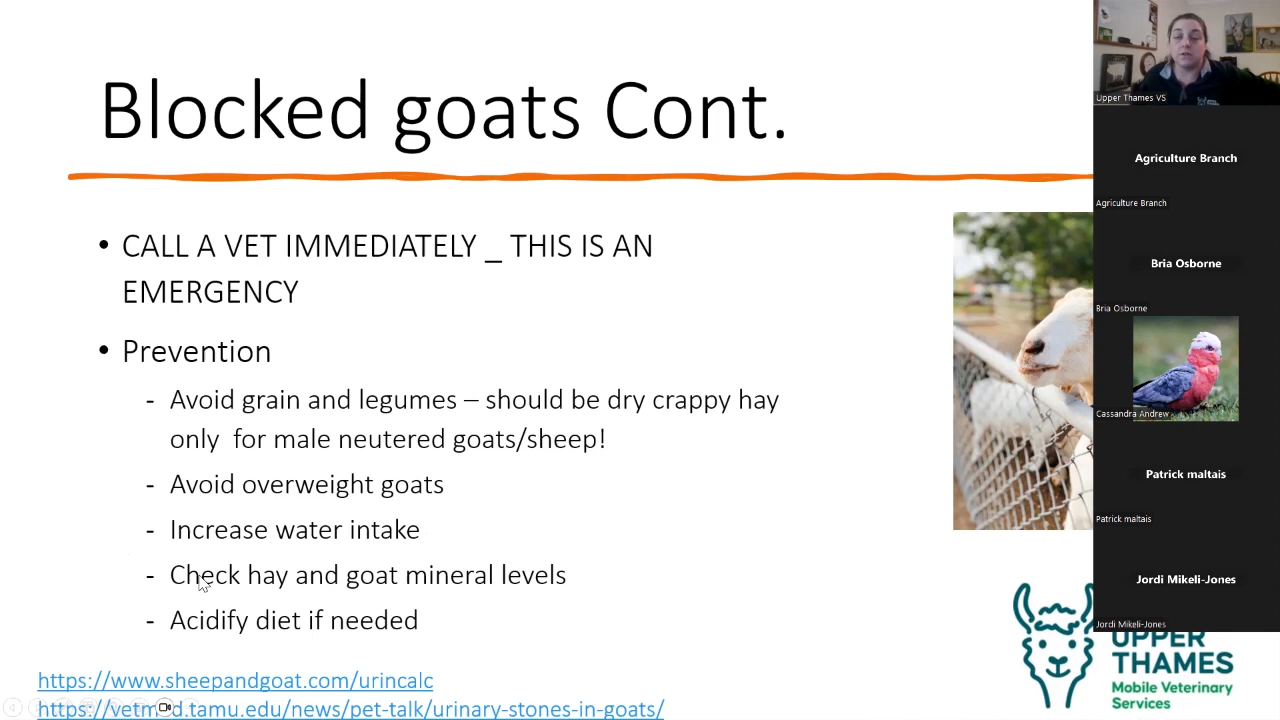 Blocked goats Cont.
• CALL A VET IMMEDIATELY _ THIS IS AN
EMERGENCY
• Prevention
- Avoid grain and legumes – should be dry crappy hay
only for male neutered goats/sheep!
- Avoid overweight goats
- Increase water intake
- Check hay and goat mineral levels
- Acidify diet if needed
https://www.sheepandgoat.com/urincalc
https://vetmed.tamu.edu/news/pet-talk/urinary-stones-in-goats/
Upper Thames VS
Agriculture Branch
Agriculture Branch
Bria Osborne
Bria Osborne
Cassandra Andrew
Patrick maltais
Patrick maltais
Jordi Mikeli-Jones
Jordi Mikeli-Jones
UPPER
THAMES
Mobile Veterinary
Services